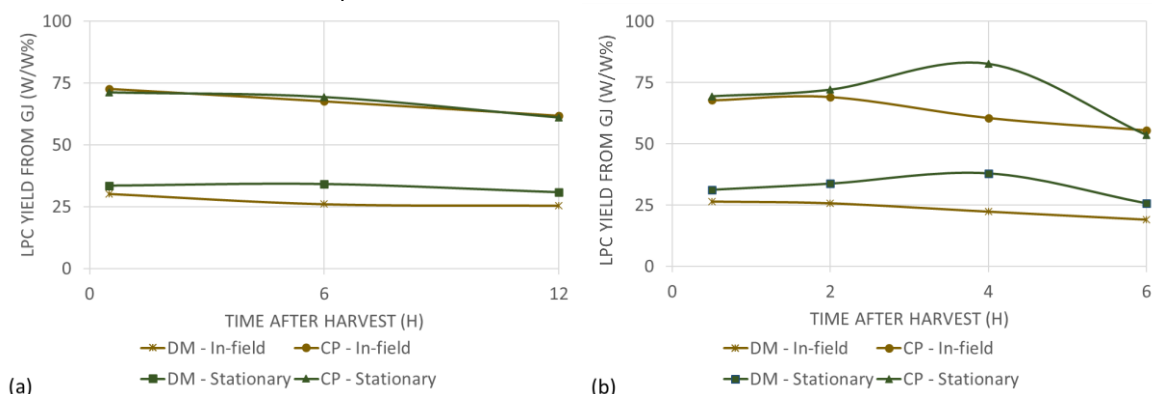 100
75
50
25
0
LPC YIELD FROM GJ (W/W%)
0
6
12
TIME AFTER HARVEST (H)
DM - In-field
CP - In-field
DM - Stationary
CP - Stationary
(a)
100
75
50
25
0
LPC YIELD FROM GJ (W/W%)
0
2
4
6
TIME AFTER HARVEST (H)
DM - In-field
CP - In-field
DM - Stationary
CP - Stationary
(b)